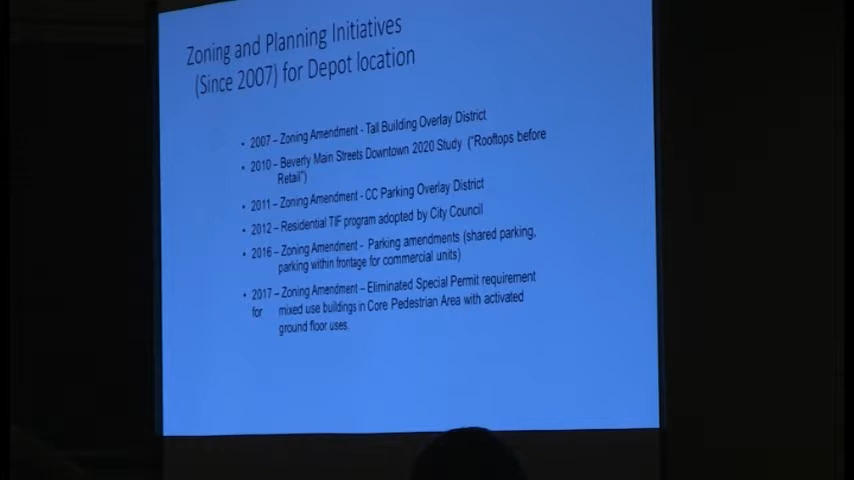 Zoning and Planning Initiatives
(Since 2007) for Depot location
• 2007 – Zoning Amendment - Tall Building Overlay District
• 2010 – Beverly Main Streets Downtown 2020 Study ("Rooftops before
Retail")
• 2011 – Zoning Amendment - CC Parking Overlay District
• 2012 – Residential TIF program adopted by City Council
• 2016 – Zoning Amendment - Parking amendments (shared parking,
parking within frontage for commercial units)
• 2017 – Zoning Amendment – Eliminated Special Permit requirement
for mixed use buildings in Core Pedestrian Area with activated
ground floor uses.